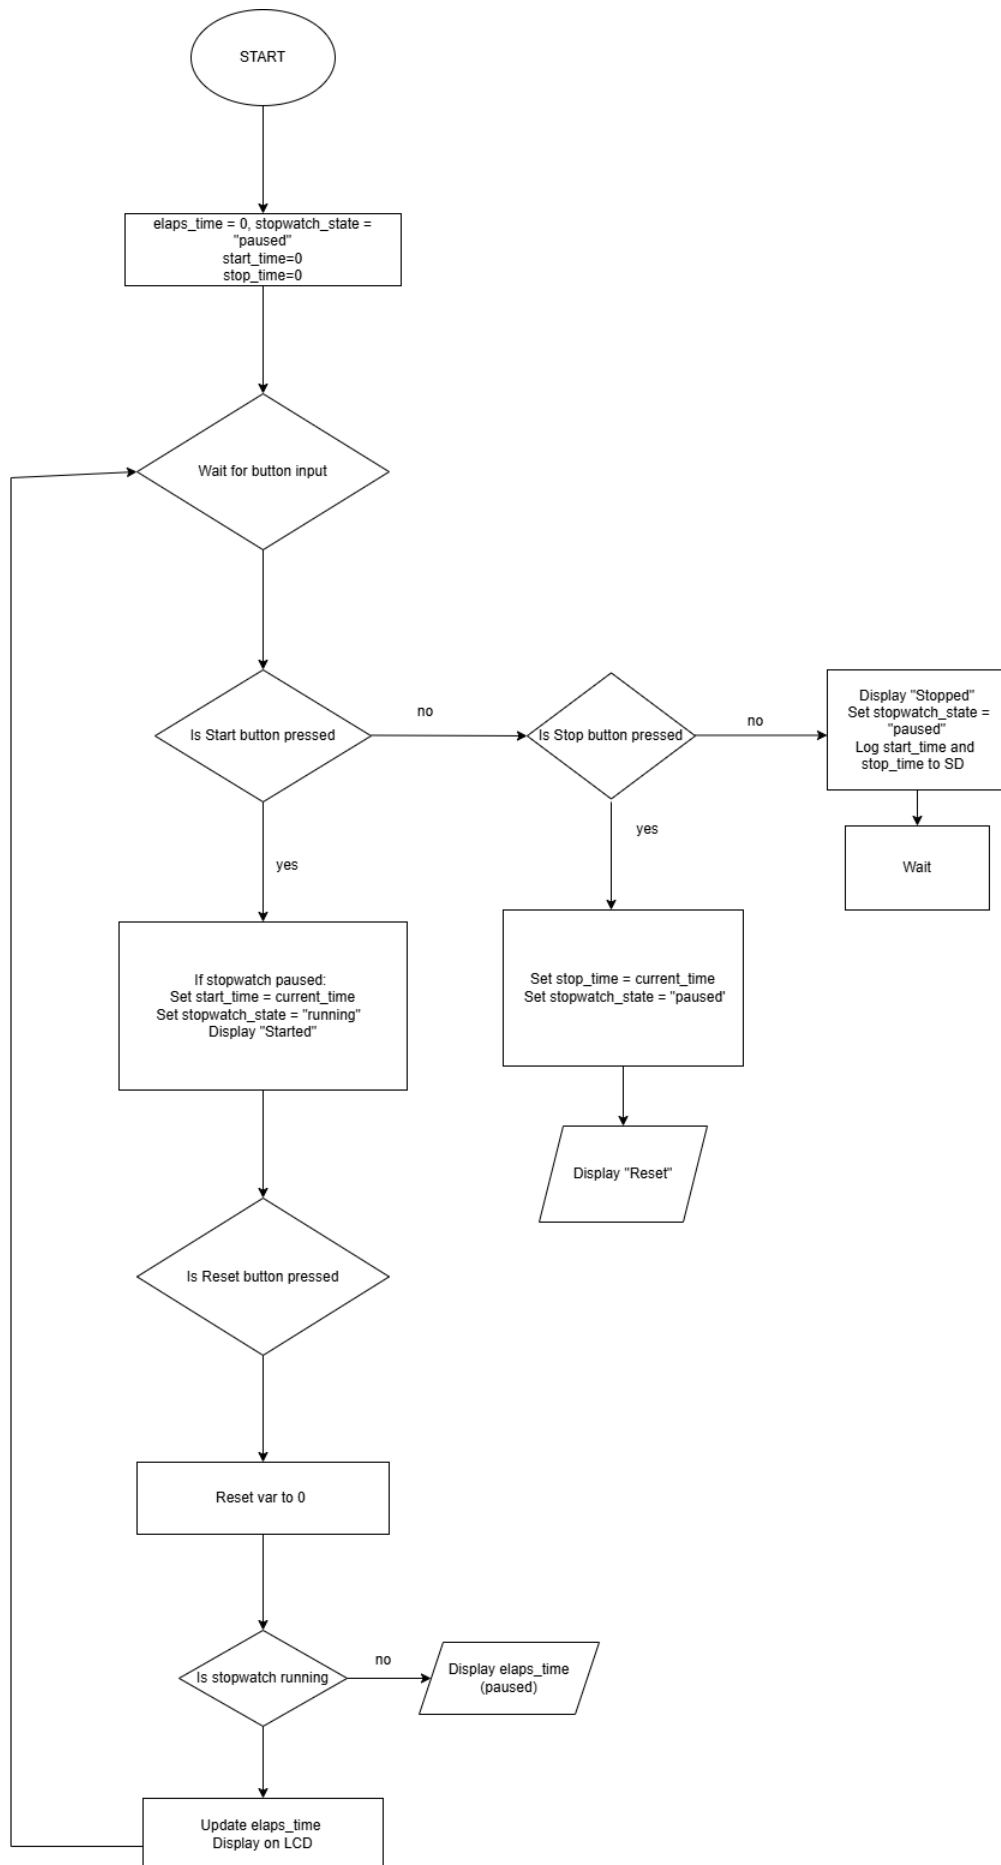 START
elaps_time = 0, stopwatch_state =
"paused"
start_time=0
stop_time=0
Wait for button input
Is Start button pressed
no
Is Stop button pressed
no
Display "Stopped"
Set stopwatch_state =
"paused"
Log start_time and
stop_time to SD
Wait
yes
yes
If stopwatch paused:
Set start_time = current_time
Set stopwatch_state = "running"
Display "Started"
Set stop_time = current_time
Set stopwatch_state = "paused'
Display "Reset"
Is Reset button pressed
Reset var to 0
Is stopwatch running
no
Display elaps_time
(paused)
Update elaps_time
Display on LCD